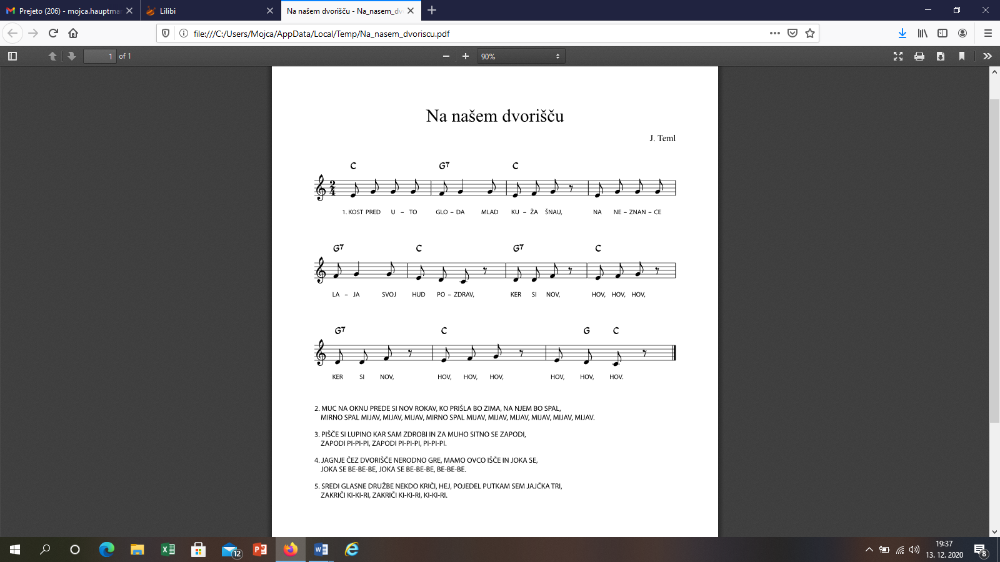 Prejeto (206) - mojca.hauptma
Lilibi
Na našem dvorišču - Na_nasem_dv
file:///C:/Users/Mojca/AppData/Local/Temp/Na_nasem_dvoriscu.pdf
1 of 1
90%
Na našem dvorišču
J. Teml
C G7 C
2
4
1. KOST PRED U – TO GLO – DA MLAD KU – ŽA ŠNAU, NA NE – ZNAN – CE
G7 C G7 C
LA – JA SVOJ HUD PO – ZDRAV, KER SI NOV, HOV, HOV, HOV,
G7 C G C
KER SI NOV, HOV, HOV, HOV, HOV, HOV, HOV.
2. MUC NA OKNU PREDE SI NOV ROKAV, KO PRIŠLA BO ZIMA, NA NJEM BO SPAL,
MIRNO SPAL MIJAV, MIJAV, MIJAV, MIRNO SPAL MIJAV, MIJAV, MIJAV, MIJAV, MIJAV, MIJAV.
3. PIŠČE SI LUPINO KAR SAM ZDROBI IN ZA MUHO SITNO SE ZAPODI,
ZAPODI PI-PI-PI, ZAPODI PI-PI-PI, PI-PI-PI.
4. JAGNJE ČEZ DVORIŠČE NERODNO GRE, MAMO OVCO IŠČE IN JOKA SE,
JOKA SE BE-BE-BE, JOKA SE BE-BE-BE, BE-BE-BE.
5. SREDI GLASNE DRUŽBE NEKDO KRIČI, HEJ, POJEDEL PUTKAM SEM JAJČKA TRI,
ZAKRIČI KI-KI-RI, ZAKRIČI KI-KI-RI, KI-KI-RI.
12
19:37
13. 12. 2020
8